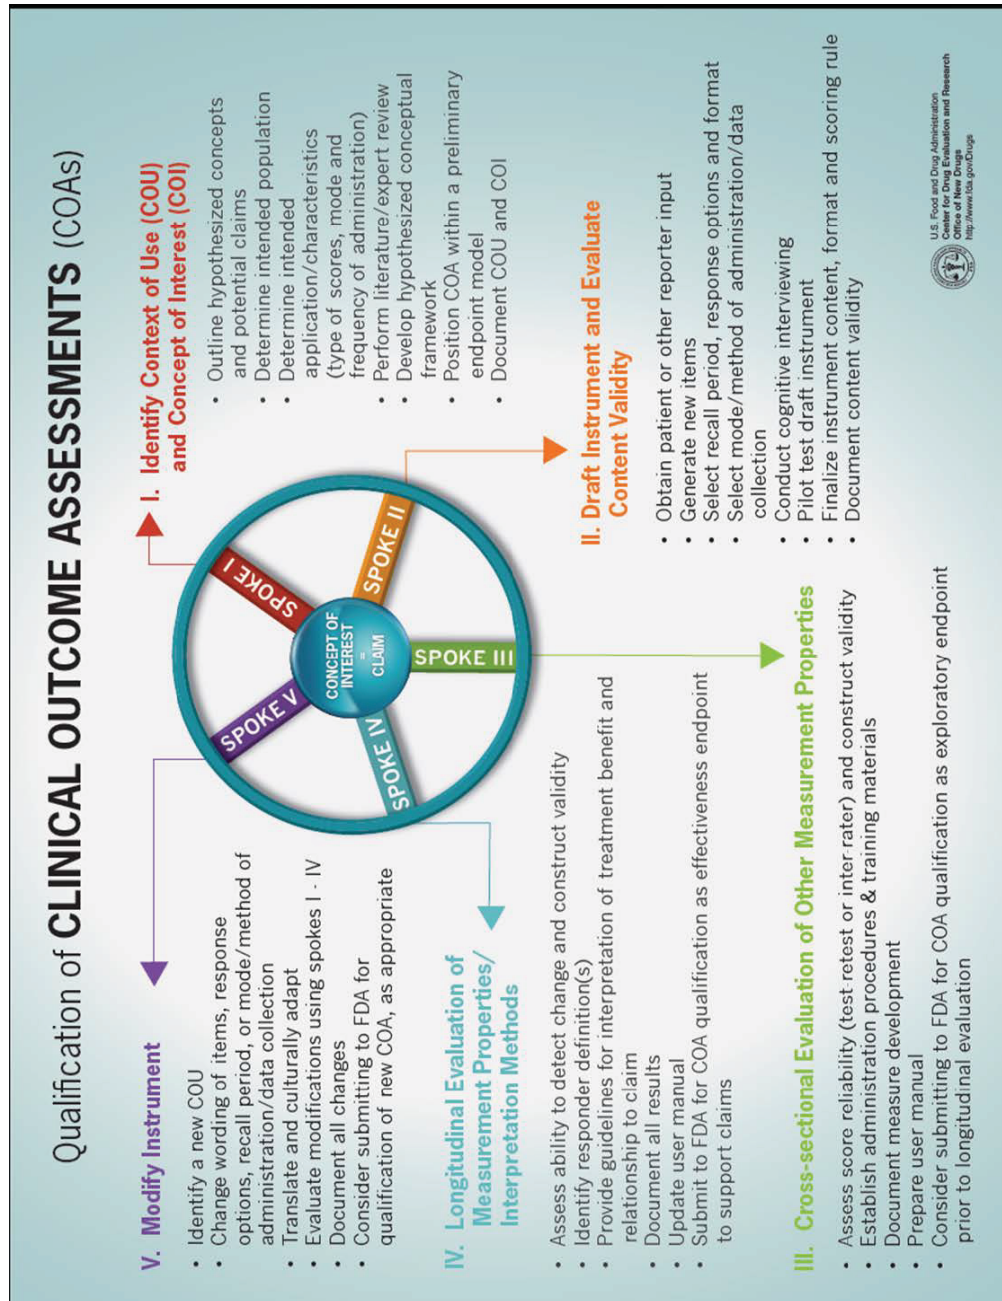 Qualification of CLINICAL OUTCOME ASSESSMENTS (COAs)
I. Identify Context of Use (COU)
and Concept of Interest (COI)
• Outline hypothesized concepts
and potential claims
• Determine intended population
• Determine intended
application/characteristics
(type of scores, mode and
frequency of administration)
• Perform literature/expert review
• Develop hypothesized conceptual
framework
• Position COA within a preliminary
endpoint model
• Document COU and COI
II. Draft Instrument and Evaluate
Content Validity
• Obtain patient or other reporter input
• Generate new items
• Select recall period, response options and format
• Select mode/method of administration/data
collection
• Conduct cognitive interviewing
• Pilot test draft instrument
• Finalize instrument content, format and scoring rule
• Document content validity
III. Cross-sectional Evaluation of Other Measurement Properties
• Assess score reliability (test-retest or inter-rater) and construct validity
• Establish administration procedures & training materials
• Document measure development
• Prepare user manual
• Consider submitting to FDA for COA qualification as exploratory endpoint
prior to longitudinal evaluation
IV. Longitudinal Evaluation of
Measurement Properties/
Interpretation Methods
• Assess ability to detect change and construct validity
• Identify responder definition(s)
• Provide guidelines for interpretation of treatment benefit and
relationship to claim
• Document all results
• Update user manual
• Submit to FDA for COA qualification as effectiveness endpoint
to support claims
V. Modify Instrument
• Identify a new COU
• Change wording of items, response
options, recall period, or mode/method of
administration/data collection
• Translate and culturally adapt
• Evaluate modifications using spokes I - IV
• Document all changes
• Consider submitting to FDA for
qualification of new COA, as appropriate
SPOKE I
SPOKE II
SPOKE III
SPOKE IV
SPOKE V
CONCEPT OF
INTEREST
=
CLAIM
U.S. Food and Drug Administration
Center for Drug Evaluation and Research
Office of New Drugs
http://www.fda.gov/Drugs